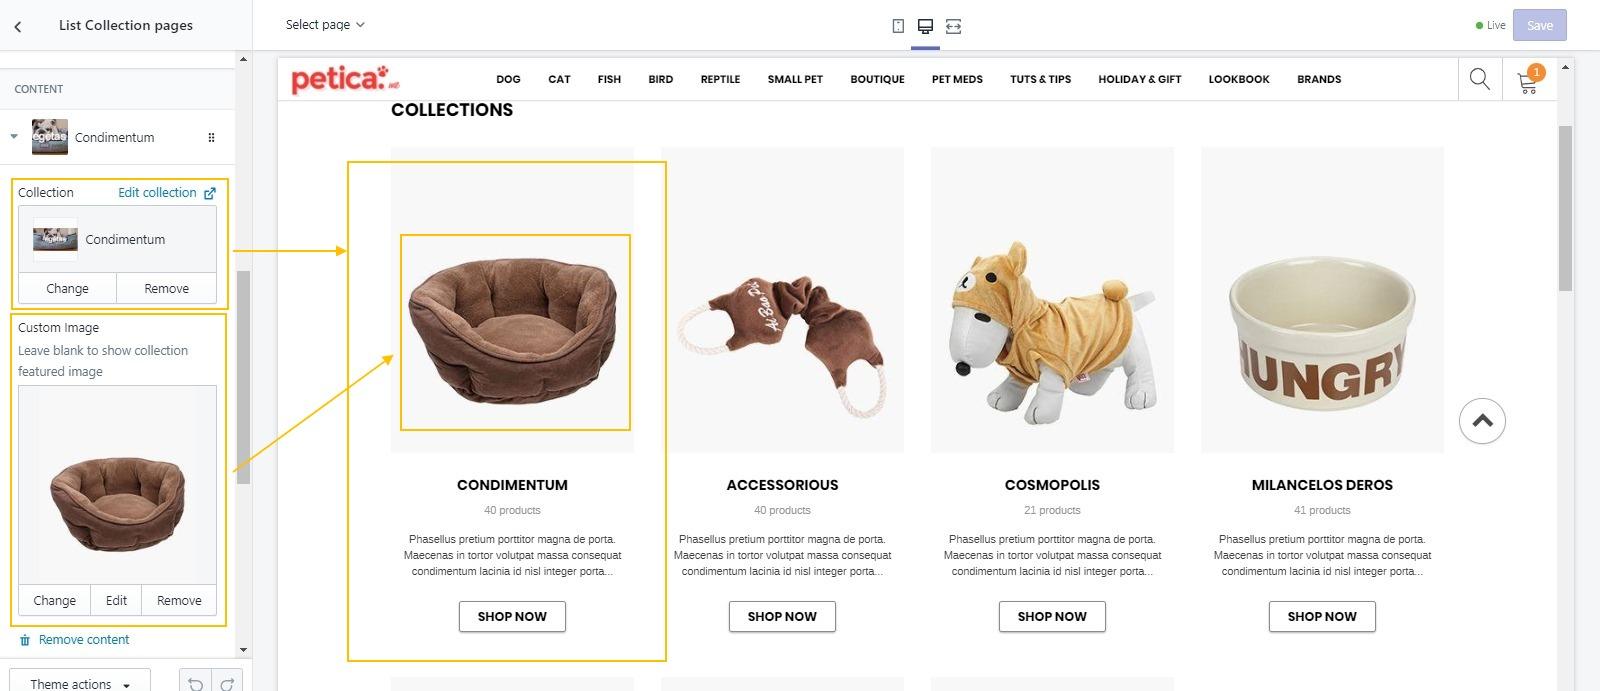 List Collection pages
Select page
Live
Save
CONTENT
Condimentum
Collection
Edit collection
Condimentum
Change
Remove
Custom Image
Leave blank to show collection
featured image
Change
Edit
Remove
Remove content
Theme actions
petica.
DOG
CAT
FISH
BIRD
REPTILE
SMALL PET
BOUTIQUE
PET MEDS
TUTS & TIPS
HOLIDAY & GIFT
LOOKBOOK
BRANDS
1
COLLECTIONS
Ai Bao Da
HUNGRY
CONDIMENTUM
40 products
Phasellus pretium porttitor magna de porta.
Maecenas in tortor volutpat massa consequat
condimentum lacinia id nisl integer porta...
SHOP NOW
ACCESSORIOUS
40 products
Phasellus pretium porttitor magna de porta.
Maecenas in tortor volutpat massa consequat
condimentum lacinia id nisl integer porta...
SHOP NOW
COSMOPOLIS
21 products
Phasellus pretium porttitor magna de porta.
Maecenas in tortor volutpat massa consequat
condimentum lacinia id nisl integer porta...
SHOP NOW
MILANCELOS DEROS
41 products
Phasellus pretium porttitor magna de porta.
Maecenas in tortor volutpat massa consequat
condimentum lacinia id nisl integer porta...
SHOP NOW